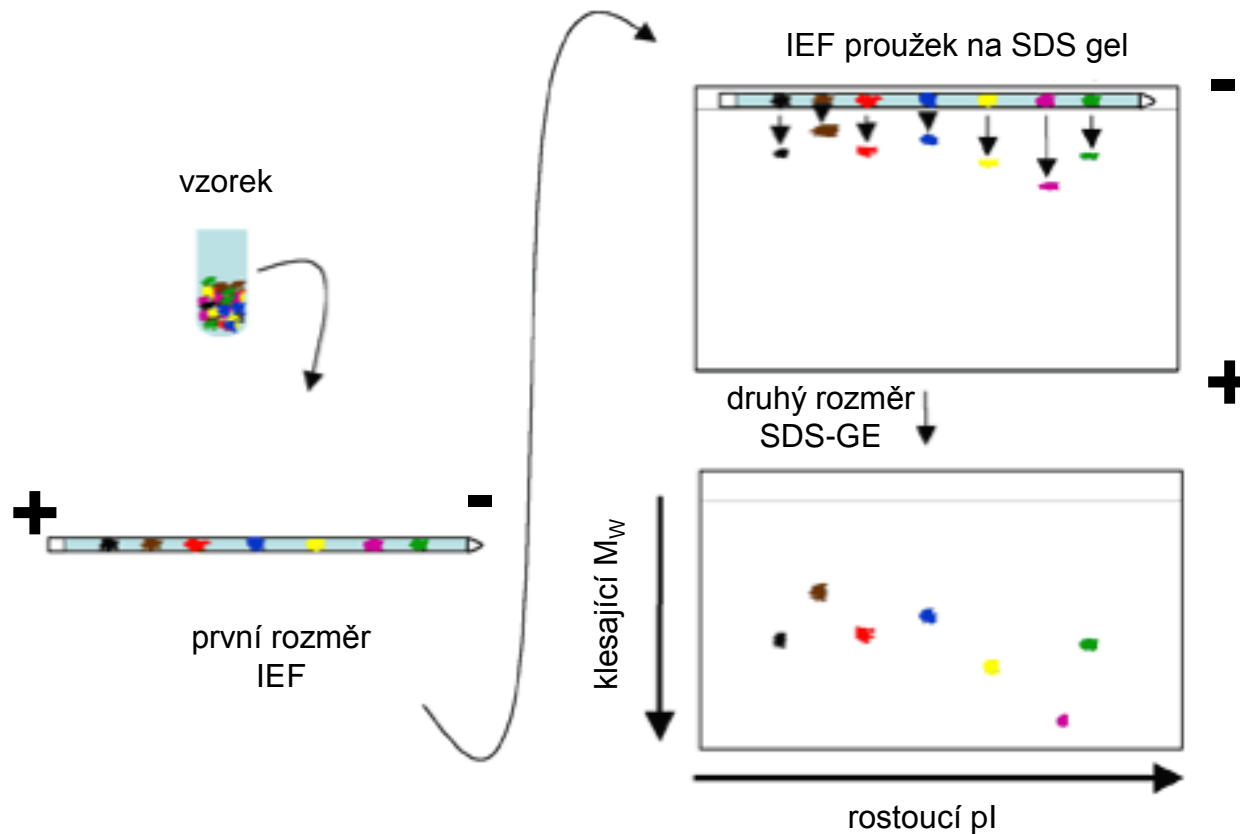 vzorek
+
-
první rozměr
IEF
IEF proužek na SDS gel
-
+
druhý rozměr
SDS-GE
klesající MW
rostoucí pI